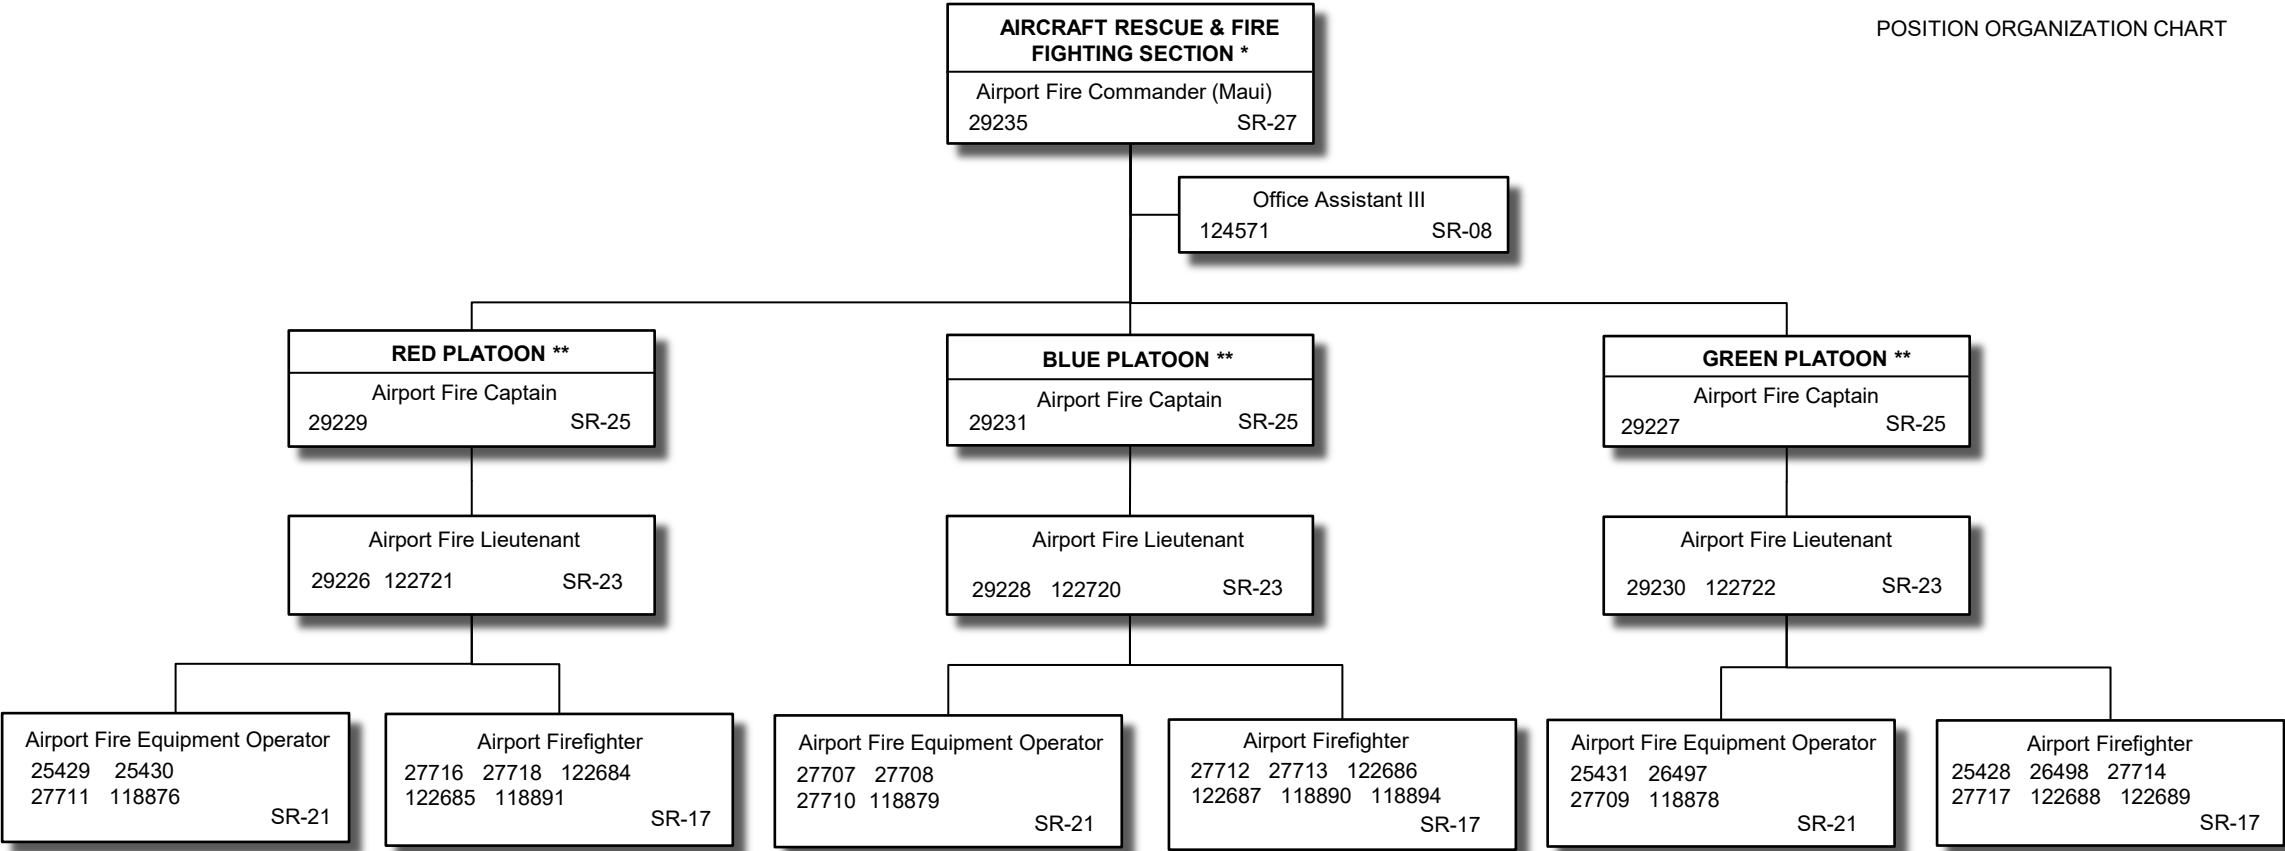 POSITION ORGANIZATION CHART
AIRCRAFT RESCUE & FIRE
FIGHTING SECTION *
Airport Fire Commander (Maui)
29235 SR-27
Office Assistant III
124571 SR-08
RED PLATOON **
Airport Fire Captain
29229 SR-25
BLUE PLATOON **
Airport Fire Captain
29231 SR-25
GREEN PLATOON **
Airport Fire Captain
29227 SR-25
Airport Fire Lieutenant
29226 122721 SR-23
Airport Fire Lieutenant
29228 122720 SR-23
Airport Fire Lieutenant
29230 122722 SR-23
Airport Fire Equipment Operator
25429 25430
27711 118876
SR-21
Airport Firefighter
27716 27718 122684
122685 118891
SR-17
Airport Fire Equipment Operator
27707 27708
27710 118879
SR-21
Airport Firefighter
27712 27713 122686
122687 118890 118894
SR-17
Airport Fire Equipment Operator
25431 26497
27709 118878
SR-21
Airport Firefighter
25428 26498 27714
27717 122688 122689
SR-17